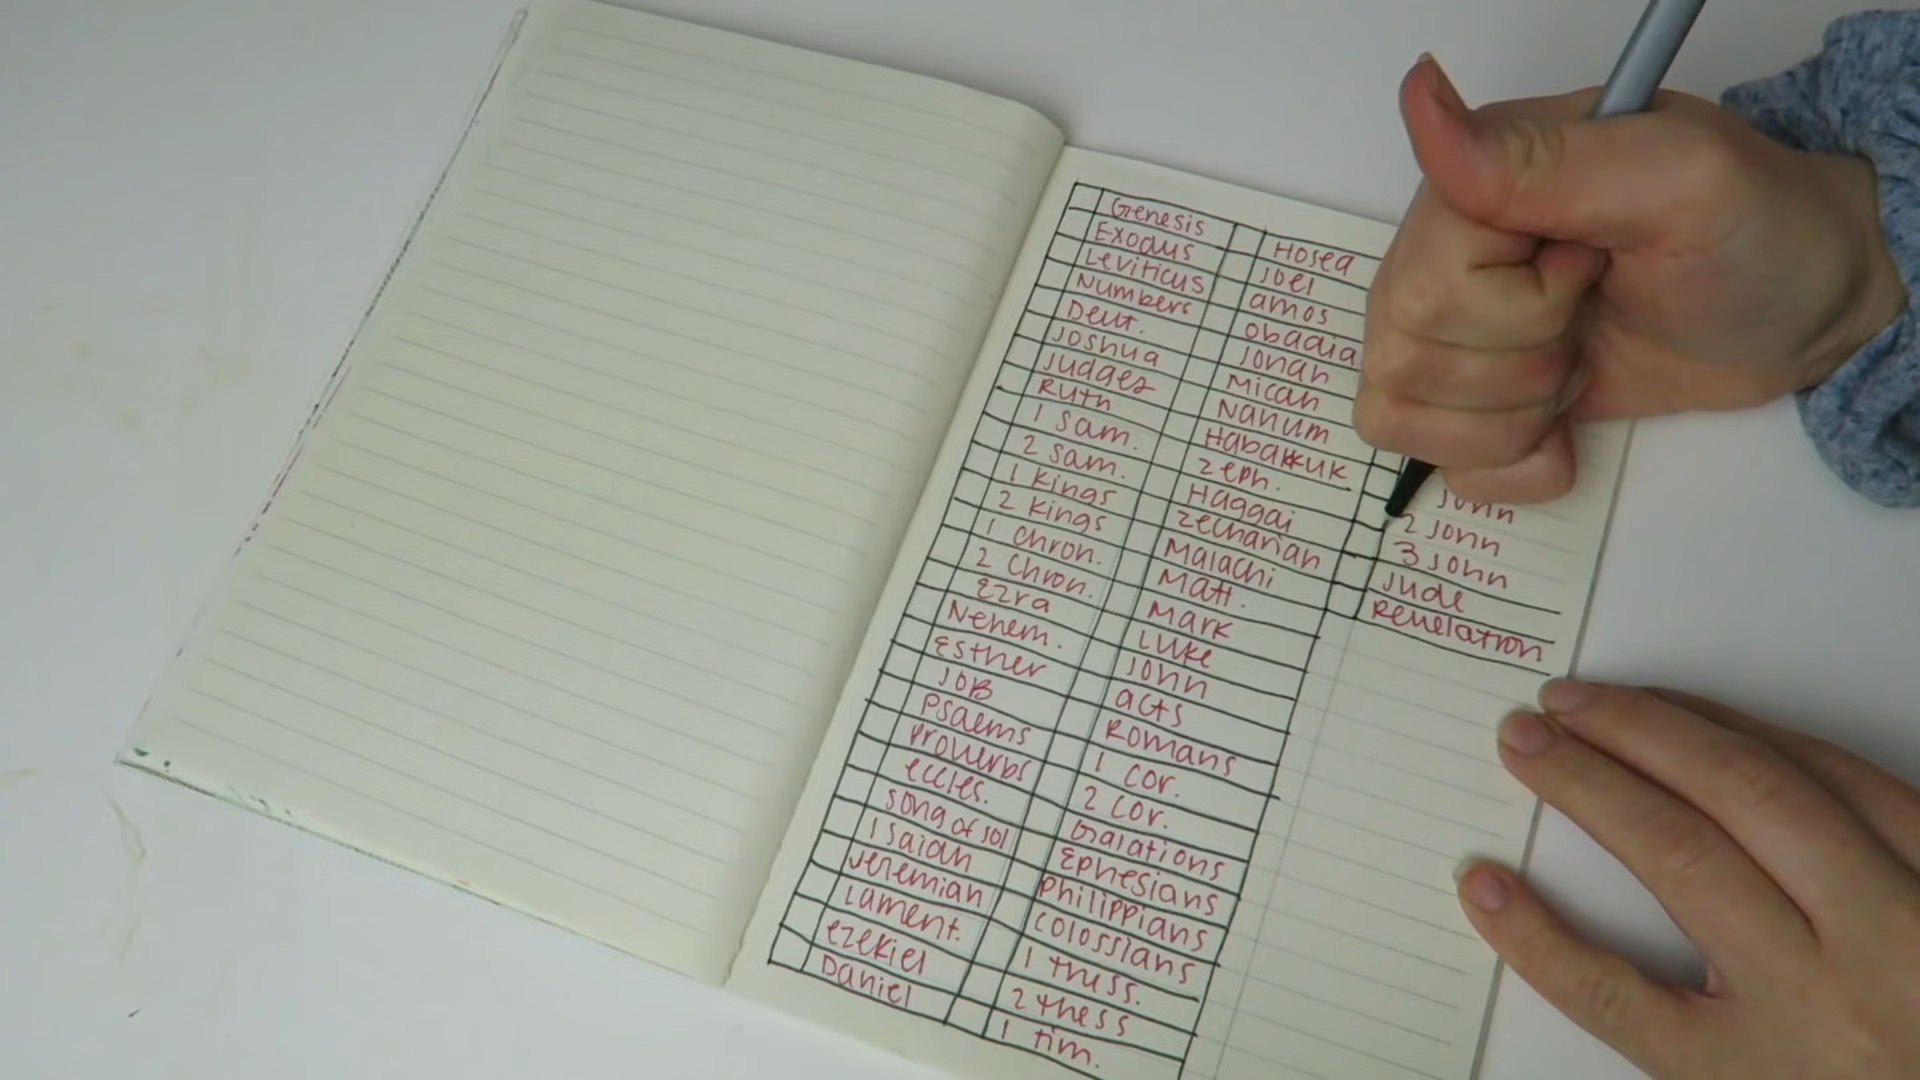 Genesis
Exodus
Leviticus
Numbers
Deut.
Joshua
Judges
Ruth
1 Sam.
2 Sam.
1 Kings
2 Kings
1 Chron.
2 Chron.
Ezra
Nehem.
Esther
Job
Psalms
Proverbs
eccles.
song of sol
Isaiah
Jeremiah
Lament.
ezekiel
Daniel
Hosea
Joel
amos
obadia
Jonah
Micah
Nahum
Habakkuk
zeph.
Haggai
zechariah
Malachi
Matt.
Mark
Luke
John
acts
Romans
1 cor.
2 cor.
Galations
Ephesians
Philippians
colossians
1 thess.
2 thess
1 tim.
John
2 John
3 John
Jude
Revelation